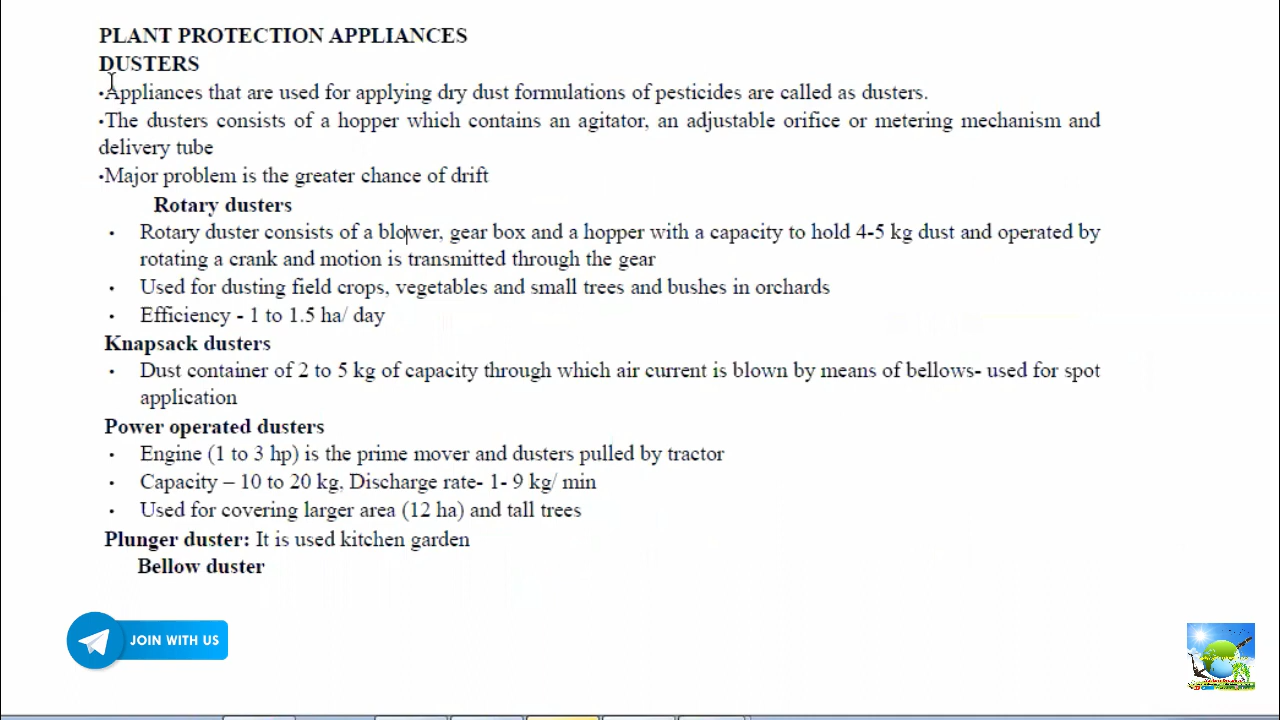 PLANT PROTECTION APPLIANCES
DUSTERS
•Appliances that are used for applying dry dust formulations of pesticides are called as dusters.
•The dusters consists of a hopper which contains an agitator, an adjustable orifice or metering mechanism and
delivery tube
•Major problem is the greater chance of drift
Rotary dusters
• Rotary duster consists of a blower, gear box and a hopper with a capacity to hold 4-5 kg dust and operated by
rotating a crank and motion is transmitted through the gear
• Used for dusting field crops, vegetables and small trees and bushes in orchards
• Efficiency - 1 to 1.5 ha/ day
Knapsack dusters
• Dust container of 2 to 5 kg of capacity through which air current is blown by means of bellows- used for spot
application
Power operated dusters
• Engine (1 to 3 hp) is the prime mover and dusters pulled by tractor
• Capacity – 10 to 20 kg, Discharge rate- 1- 9 kg/ min
• Used for covering larger area (12 ha) and tall trees
Plunger duster: It is used kitchen garden
Bellow duster
JOIN WITH US